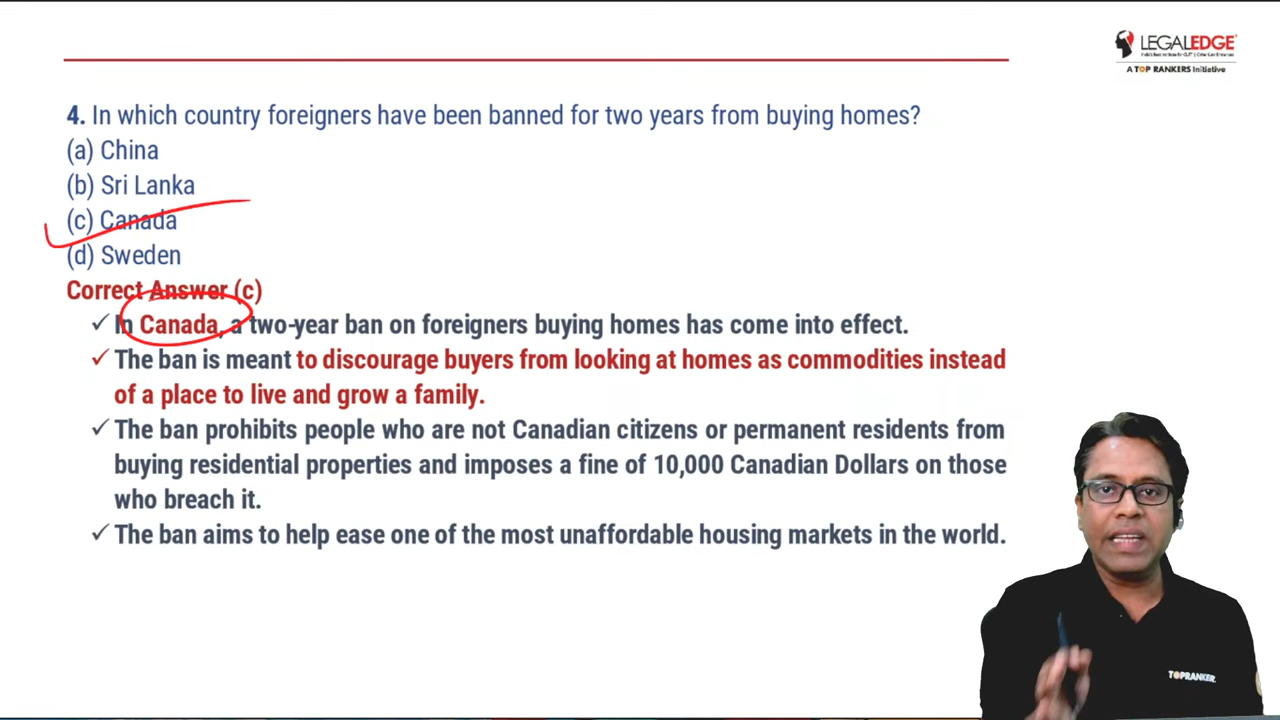 LEGALEDGE
A TOP RANKERS Initiative
4. In which country foreigners have been banned for two years from buying homes?
(a) China
(b) Sri Lanka
(c) Canada
(d) Sweden
Correct Answer (c)
✓ In Canada, a two-year ban on foreigners buying homes has come into effect.
✓ The ban is meant to discourage buyers from looking at homes as commodities instead
of a place to live and grow a family.
✓ The ban prohibits people who are not Canadian citizens or permanent residents from
buying residential properties and imposes a fine of 10,000 Canadian Dollars on those
who breach it.
✓ The ban aims to help ease one of the most unaffordable housing markets in the world.
TOPRANKER